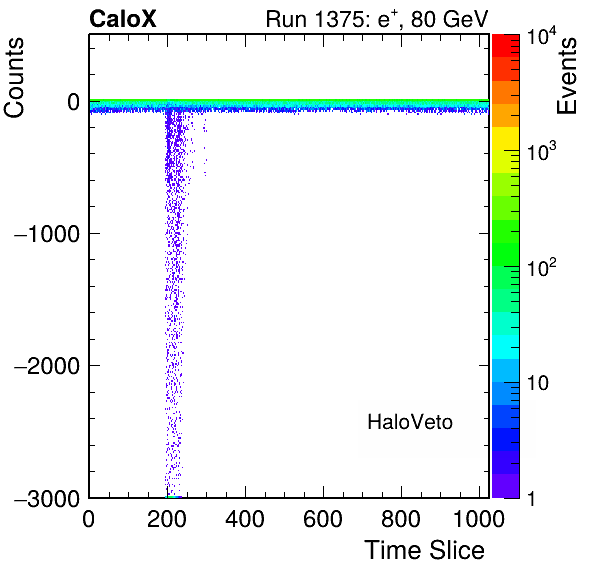 CaloX Run 1375: e⁺, 80 GeV
Counts
Events
0
−1000
−2000
−3000
10⁴
10³
10²
10
1
HaloVeto
0 200 400 600 800 1000
Time Slice